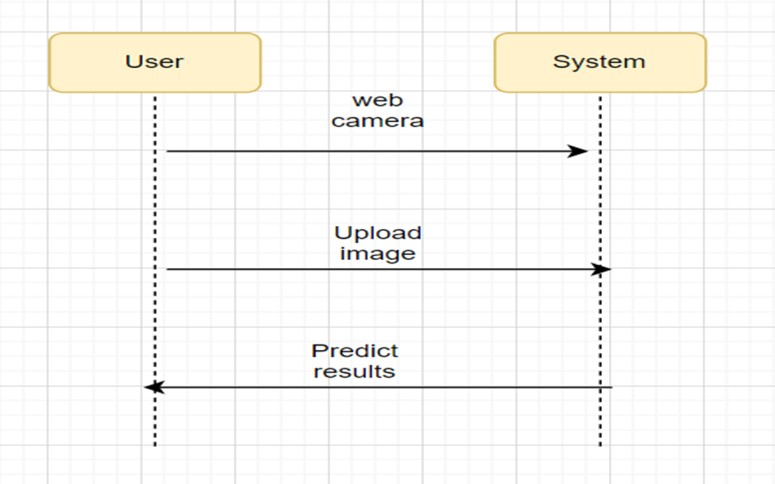 User
System
web
camera
Upload
image
Predict
results